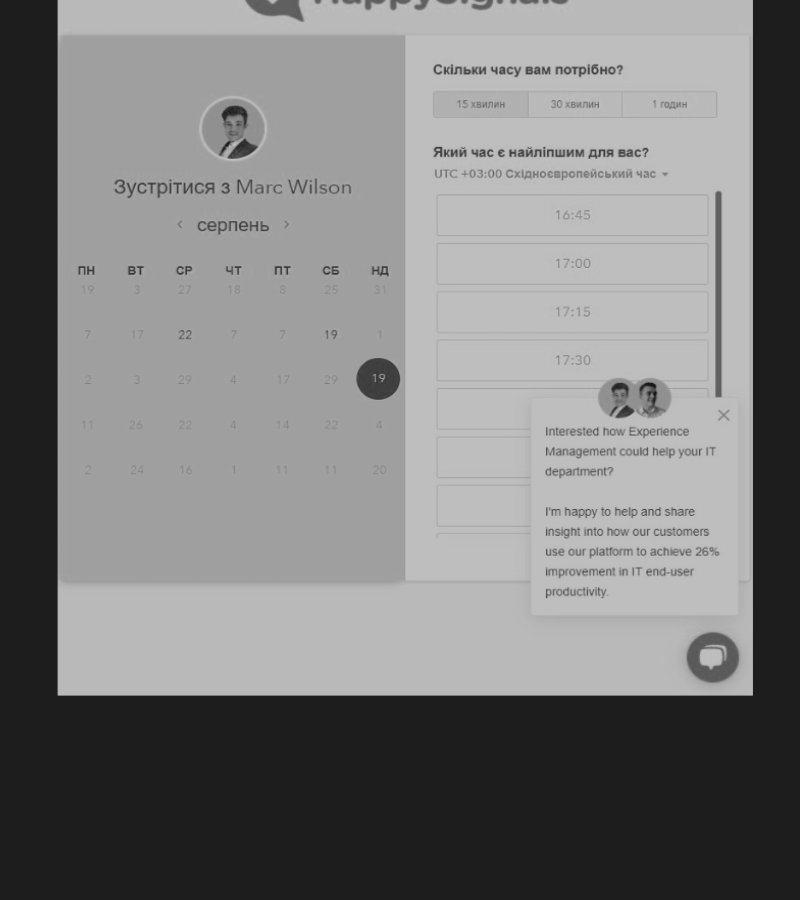 HappySignals
Зустрітися з Marc Wilson
серпень
ПН ВТ СР ЧТ ПТ СБ НД
19 3 27 18 8 25 31
7 17 22 7 7 19 1
2 3 29 4 17 29 19
11 26 22 4 14 22 4
2 24 16 1 11 11 20
Скільки часу вам потрібно?
15 хвилин 30 хвилин 1 годин
Який час є найліпшим для вас?
UTC +03:00 Східноєвропейський час
16:45
17:00
17:15
17:30
Interested how Experience
Management could help your IT
department?
I'm happy to help and share
insight into how our customers
use our platform to achieve 26%
improvement in IT end-user
productivity.